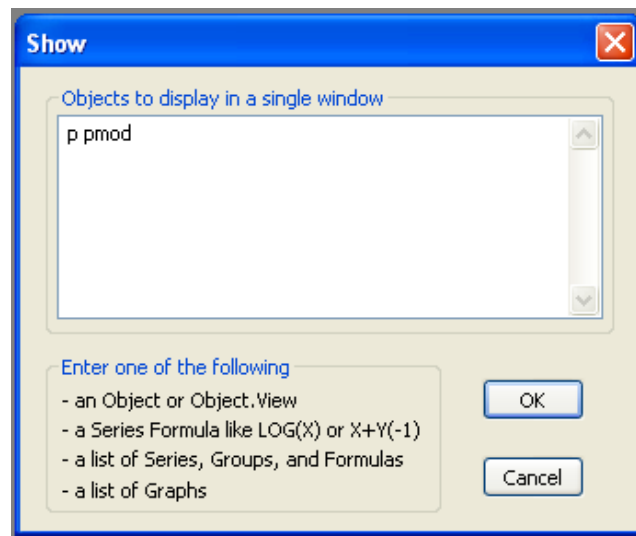 Show
Objects to display in a single window
p pmod
Enter one of the following
- an Object or Object.View
- a Series Formula like LOG(X) or X+Y(-1)
- a list of Series, Groups, and Formulas
- a list of Graphs
OK
Cancel